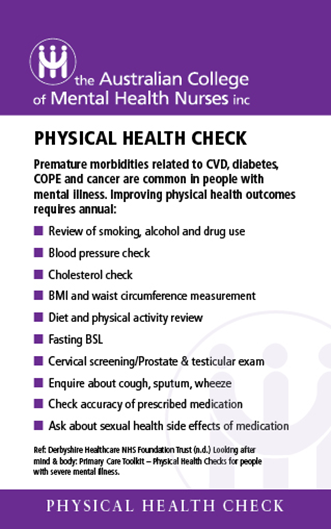 the Australian College
of Mental Health Nurses inc
PHYSICAL HEALTH CHECK
Premature morbidities related to CVD, diabetes,
COPE and cancer are common in people with
mental illness. Improving physical health outcomes
requires annual:
■ Review of smoking, alcohol and drug use
■ Blood pressure check
■ Cholesterol check
■ BMI and waist circumference measurement
■ Diet and physical activity review
■ Fasting BSL
■ Cervical screening/Prostate & testicular exam
■ Enquire about cough, sputum, wheeze
■ Check accuracy of prescribed medication
■ Ask about sexual health side effects of medication
Ref: Derbyshire Healthcare NHS Foundation Trust (n.d.) Looking after
mind & body: Primary Care Toolkit – Physical Health Checks for people
with severe mental illness.
PHYSICAL HEALTH CHECK